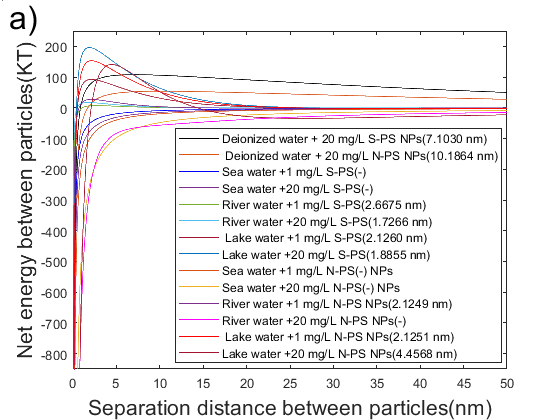 a)
Net energy between particles(KT)
200
100
0
-100
-200
-300
-400
-500
-600
-700
-800
Deionized water + 20 mg/L S-PS NPs(7.1030 nm)
Deionized water + 20 mg/L N-PS NPs(10.1864 nm)
Sea water +1 mg/L S-PS(-)
Sea water +20 mg/L S-PS(-)
River water +1 mg/L S-PS(2.6675 nm)
River water +20 mg/L S-PS(1.7266 nm)
Lake water +1 mg/L S-PS(2.1260 nm)
Lake water +20 mg/L S-PS(1.8855 nm)
Sea water +1 mg/L N-PS(-) NPs
Sea water +20 mg/L N-PS(-) NPs
River water +1 mg/L N-PS NPs(2.1249 nm)
River water +20 mg/L N-PS NPs(-)
Lake water +1 mg/L N-PS NPs(2.1251 nm)
Lake water +20 mg/L N-PS NPs(4.4568 nm)
0 5 10 15 20 25 30 35 40 45 50
Separation distance between particles(nm)